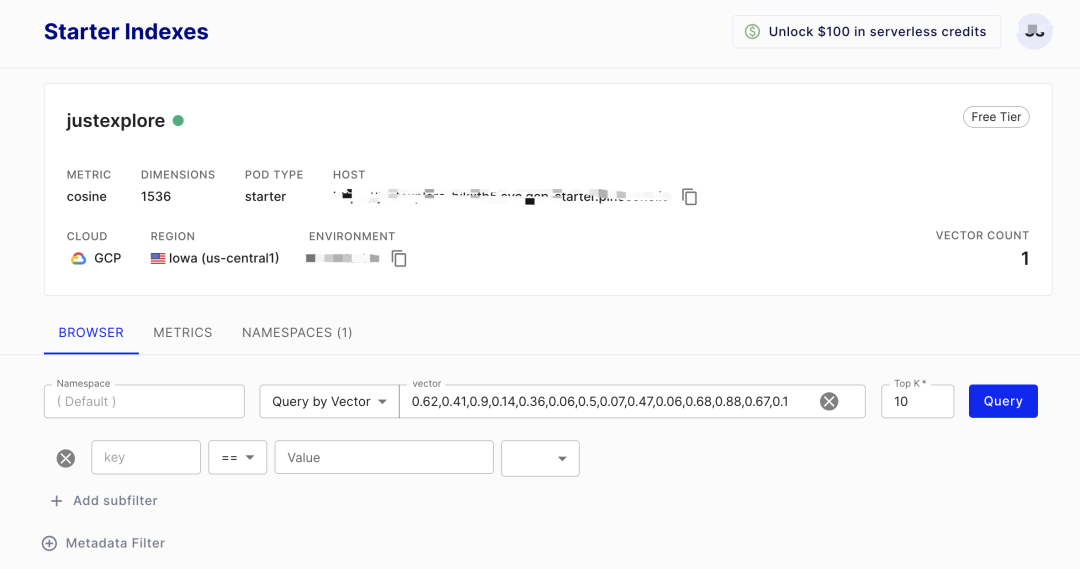 Starter Indexes
Unlock $100 in serverless credits
justexplore
Free Tier
METRIC DIMENSIONS POD TYPE HOST
cosine 1536 starter
CLOUD REGION ENVIRONMENT VECTOR COUNT
GCP Iowa (us-central1) 1
BROWSER METRICS NAMESPACES (1)
Namespace vector Top K *
( Default ) Query by Vector 0.62,0.41,0.9,0.14,0.36,0.06,0.5,0.07,0.47,0.06,0.68,0.88,0.67,0.1 10 Query
key == Value
Add subfilter
Metadata Filter